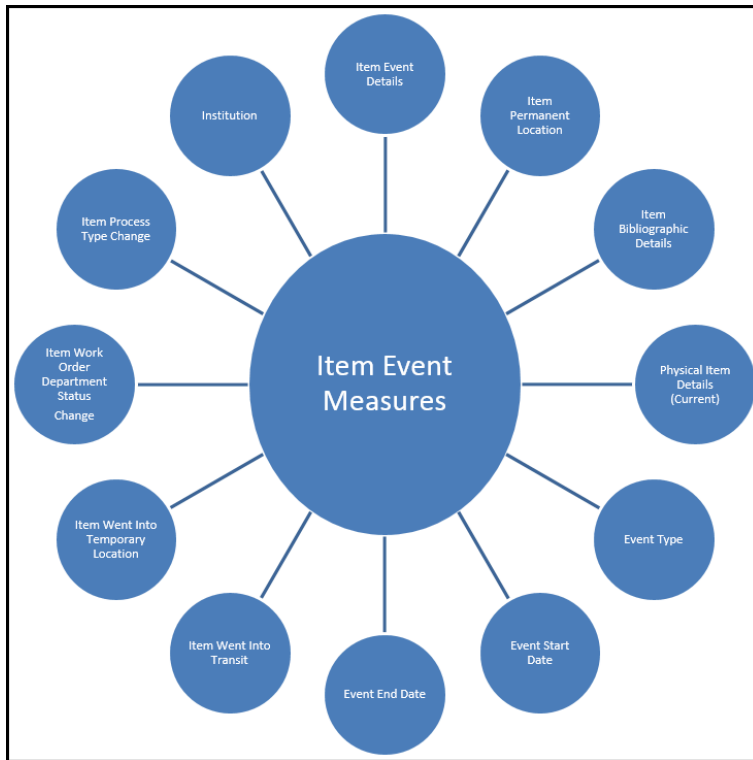 Item Event
Details
Item
Permanent
Location
Item
Bibliographic
Details
Physical Item
Details
(Current)
Event Type
Event Start
Date
Event End Date
Item Went Into
Transit
Item Went Into
Temporary
Location
Item Work
Order
Department
Status
Change
Item Process
Type Change
Institution
Item Event
Measures